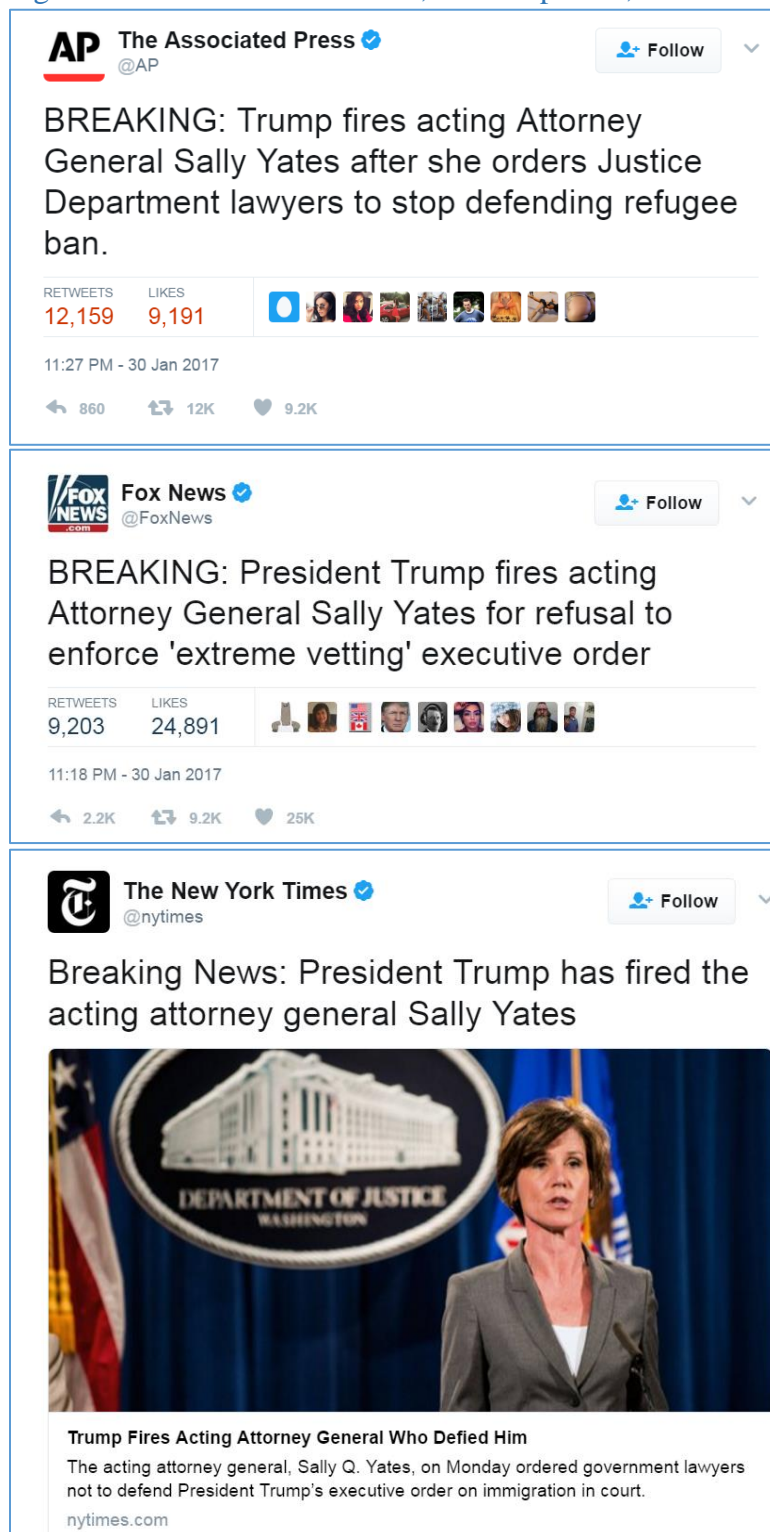 AP The Associated Press
@AP
Follow
BREAKING: Trump fires acting Attorney
General Sally Yates after she orders Justice
Department lawyers to stop defending refugee
ban.
RETWEETS LIKES
12,159 9,191
11:27 PM - 30 Jan 2017
860 12K 9.2K
FOX
NEWS
.com
Fox News
@FoxNews
Follow
BREAKING: President Trump fires acting
Attorney General Sally Yates for refusal to
enforce 'extreme vetting' executive order
RETWEETS LIKES
9,203 24,891
11:18 PM - 30 Jan 2017
2.2K 9.2K 25K
T
The New York Times
@nytimes
Follow
Breaking News: President Trump has fired the
acting attorney general Sally Yates
DEPARTMENT OF JUSTICE
WASHINGTON
Trump Fires Acting Attorney General Who Defied Him
The acting attorney general, Sally Q. Yates, on Monday ordered government lawyers
not to defend President Trump's executive order on immigration in court.
nytimes.com